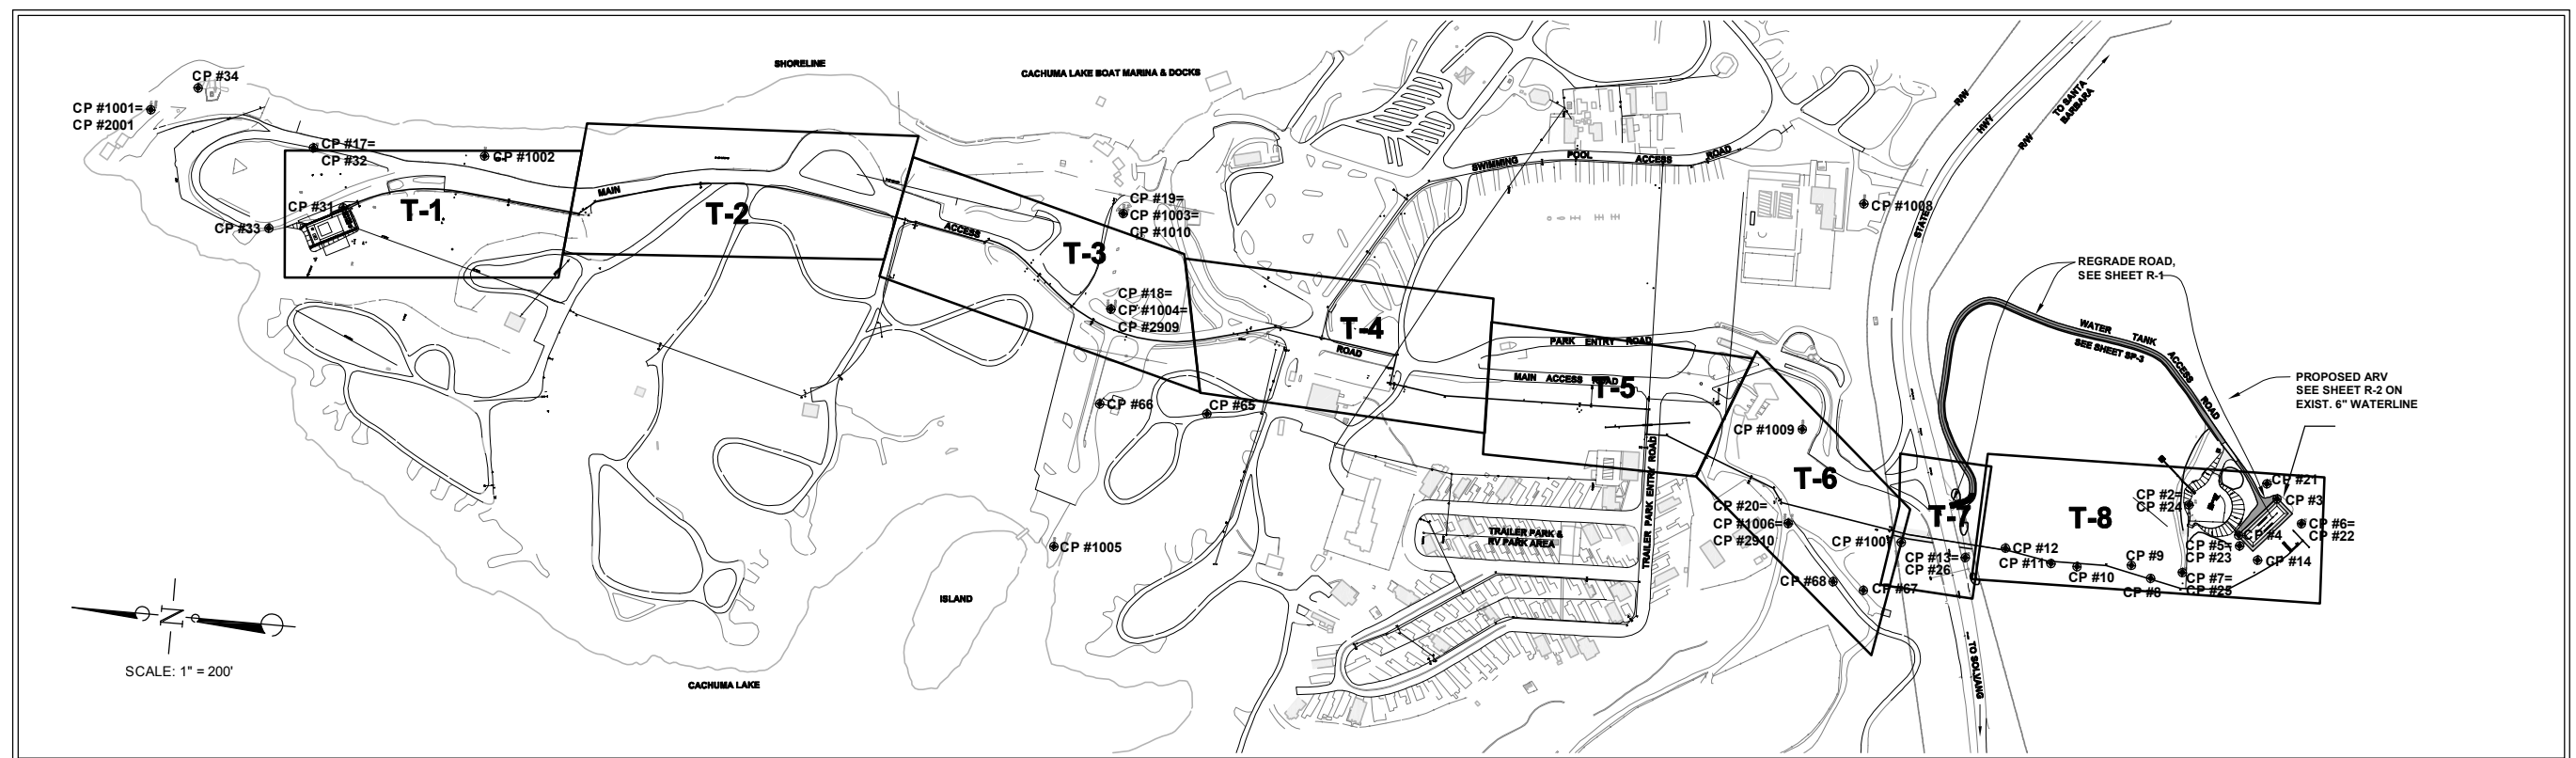 SHORELINE
CACHUMA LAKE BOAT MARINA & DOCKS
CP #34
CP #1001=
CP #2001
CP #17=
CP #32
CP #1002
CP #31
CP #33
T-1
MAIN
T-2
ACCESS
T-3
CP #19=
CP #1003=
CP #1010
CP #18=
CP #1004=
CP #2909
T-4
ROAD
SWIMMING POOL ACCESS ROAD
CP #66
CP #65
CP #1005
PARK ENTRY ROAD
MAIN ACCESS ROAD
T-5
TRAILER PARK ENTRY ROAD
TRAILER PARK &
RV PARK AREA
CP #1008
R/W
STATE HWY
R/W
TO SANTA
BARBARA
CP #1009
T-6
CP #20=
CP #1006=
CP #2910
CP #68
CP #67
CP #13=
CP #26
T-7
TO SOLVANG
REGRADE ROAD,
SEE SHEET R-1
WATER TANK ACCESS ROAD
SEE SHEET SP-3
PROPOSED ARV
SEE SHEET R-2 ON
EXIST. 6" WATERLINE
T-8
CP #2=
CP #24
CP #21
CP #3
CP #6=
CP #22
CP #4
CP #5=
CP #23
CP #14
CP #12
CP #11
CP #10
CP #9
CP #8
CP #7=
CP #25
N
SCALE: 1" = 200'
ISLAND
CACHUMA LAKE